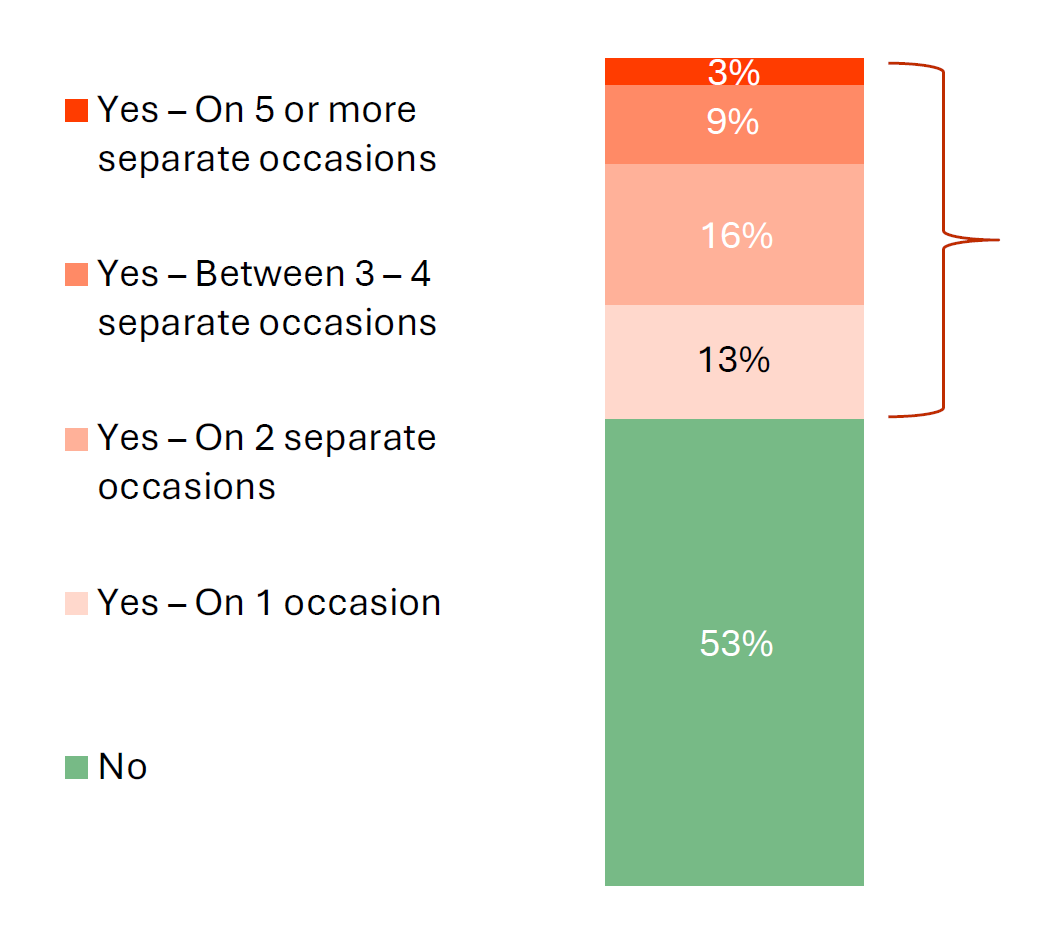 Yes – On 5 or more
separate occasions
Yes – Between 3 – 4
separate occasions
Yes – On 2 separate
occasions
Yes – On 1 occasion
No
3%
9%
16%
13%
53%